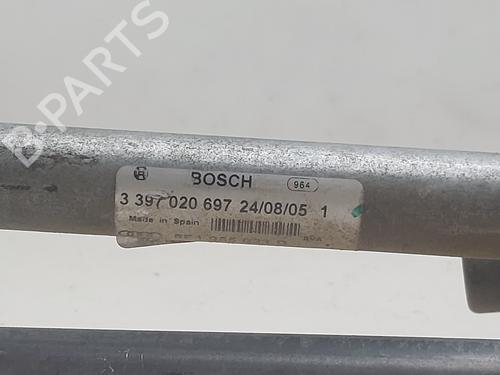 B-PARTS
BOSCH
964
3 397 020 697 24/08/05 1
Made in Spain